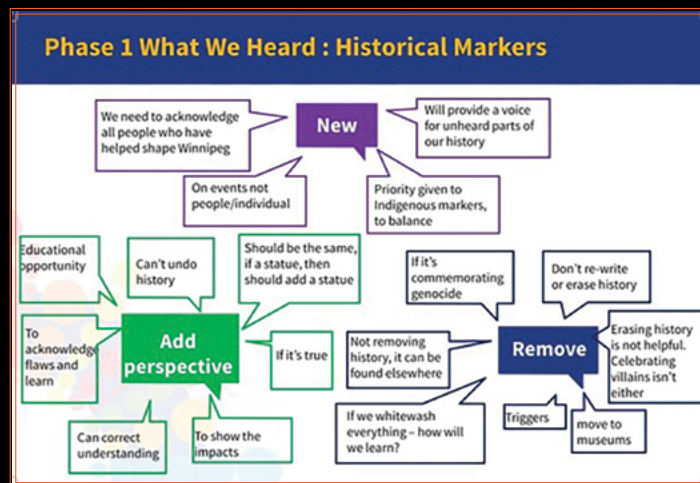 Phase 1 What We Heard : Historical Markers
We need to acknowledge
all people who have
helped shape Winnipeg
New
Will provide a voice
for unheard parts of
our history
On events not
people/individual
Priority given to
Indigenous markers,
to balance
Educational
opportunity
Can't undo
history
Should be the same,
if a statue, then
should add a statue
To
acknowledge
flaws and
learn
Add
perspective
If it's true
Can correct
understanding
To show the
impacts
If it's
commemorating
genocide
Don't re-write
or erase history
Not removing
history, it can be
found elsewhere
Remove
Erasing history
is not helpful.
Celebrating
villains isn't
either
If we whitewash
everything – how will
we learn?
Triggers
move to
museums